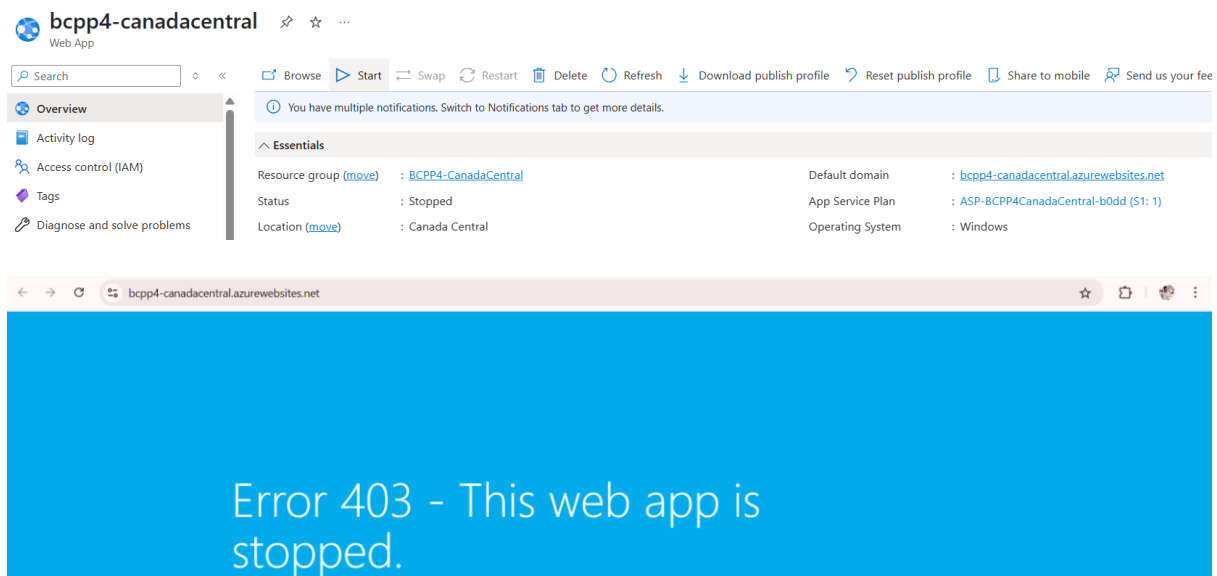 bcpp4-canadacentral
Web App
Search
Browse Start Swap Restart Delete Refresh Download publish profile Reset publish profile Share to mobile Send us your fee
Overview
You have multiple notifications. Switch to Notifications tab to get more details.
Activity log
Essentials
Access control (IAM)
Resource group (move) : BCPP4-CanadaCentral Default domain : bcpp4-canadacentral.azurewebsites.net
Tags
Status : Stopped App Service Plan : ASP-BCPP4CanadaCentral-b0dd (S1: 1)
Diagnose and solve problems
Location (move) : Canada Central Operating System : Windows
bcpp4-canadacentral.azurewebsites.net
Error 403 - This web app is
stopped.